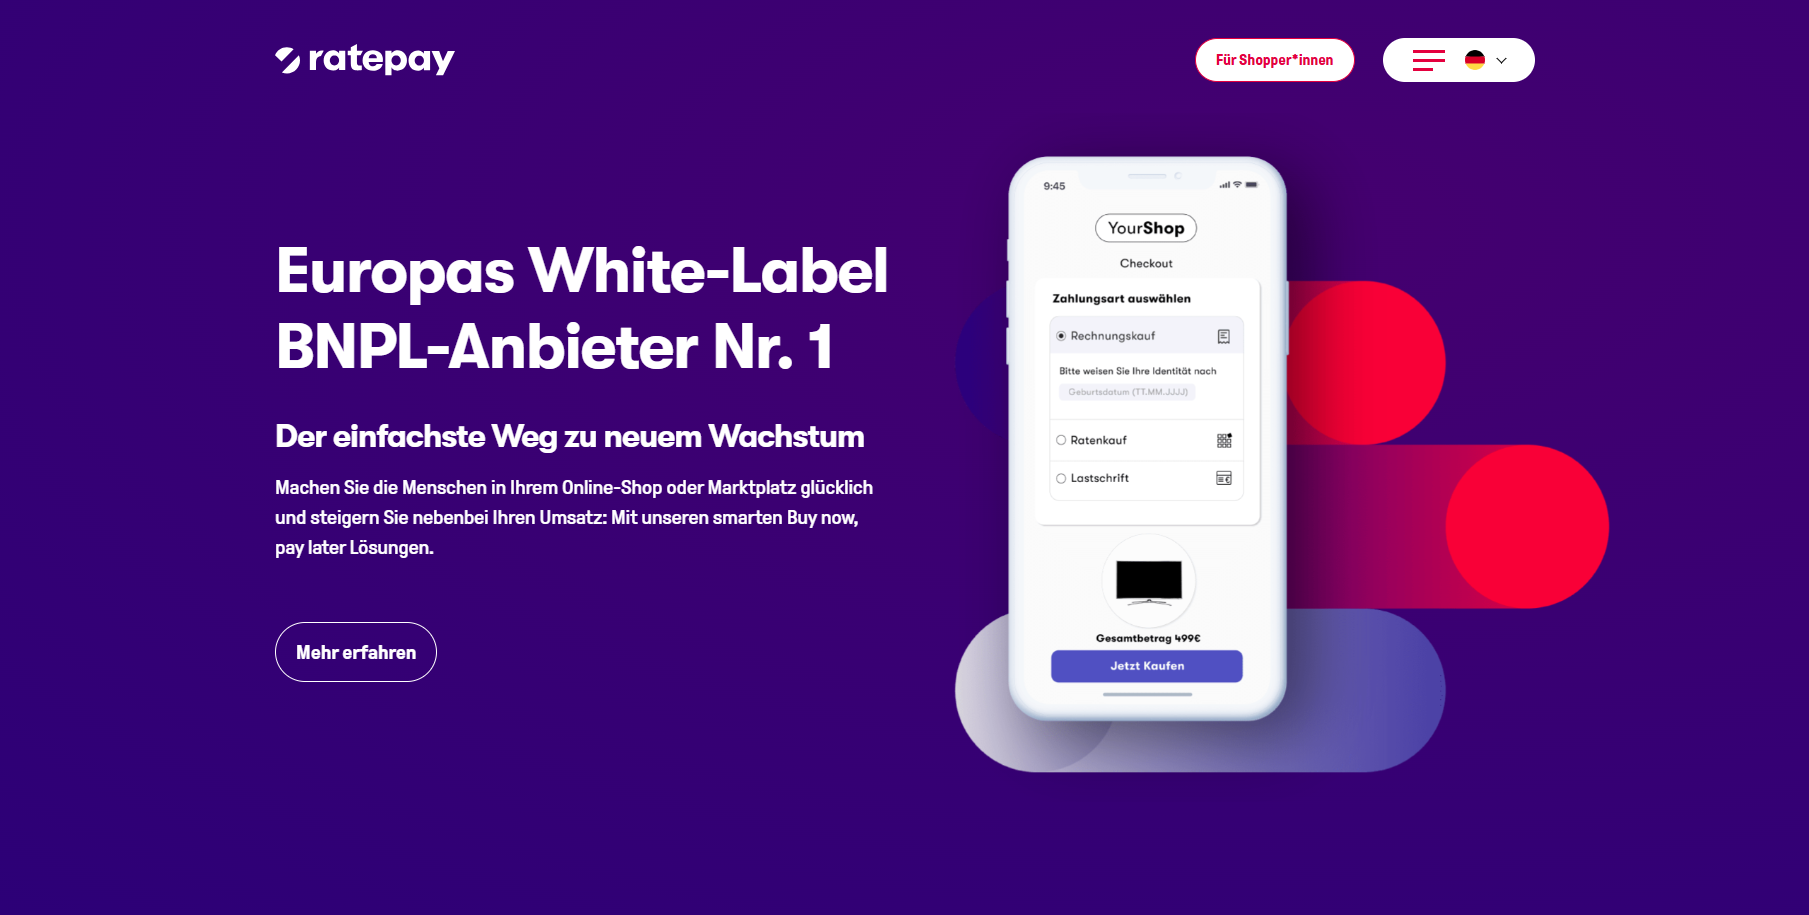 ratepay
Für Shopper*innen
Europas White-Label
BNPL-Anbieter Nr. 1
Der einfachste Weg zu neuem Wachstum
Machen Sie die Menschen in Ihrem Online-Shop oder Marktplatz glücklich
und steigern Sie nebenbei Ihren Umsatz: Mit unseren smarten Buy now,
pay later Lösungen.
Mehr erfahren
9:45
YourShop
Checkout
Zahlungsart auswählen
Rechnungskauf
Bitte weisen Sie Ihre Identität nach
Geburtsdatum (TT.MM.JJJJ)
Ratenkauf
Lastschrift
Gesamtbetrag 499€
Jetzt Kaufen